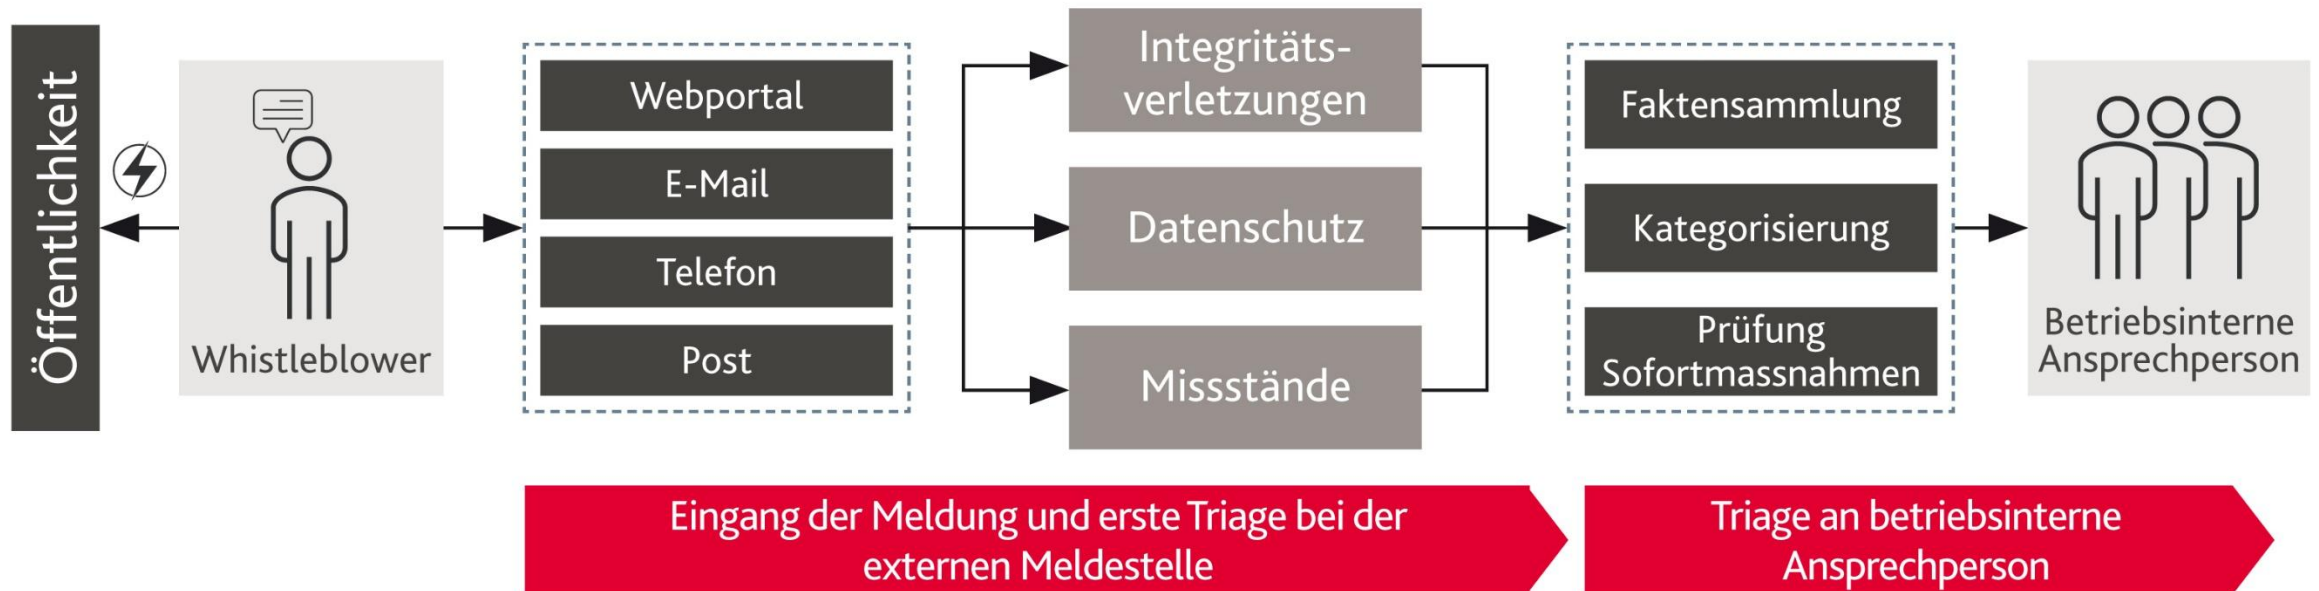 Öffentlichkeit
Whistleblower
Webportal
E-Mail
Telefon
Post
Integritäts-
verletzungen
Datenschutz
Missstände
Faktensammlung
Kategorisierung
Prüfung
Sofortmassnahmen
Betriebsinterne
Ansprechperson
Eingang der Meldung und erste Triage bei der
externen Meldestelle
Triage an betriebsinterne
Ansprechperson